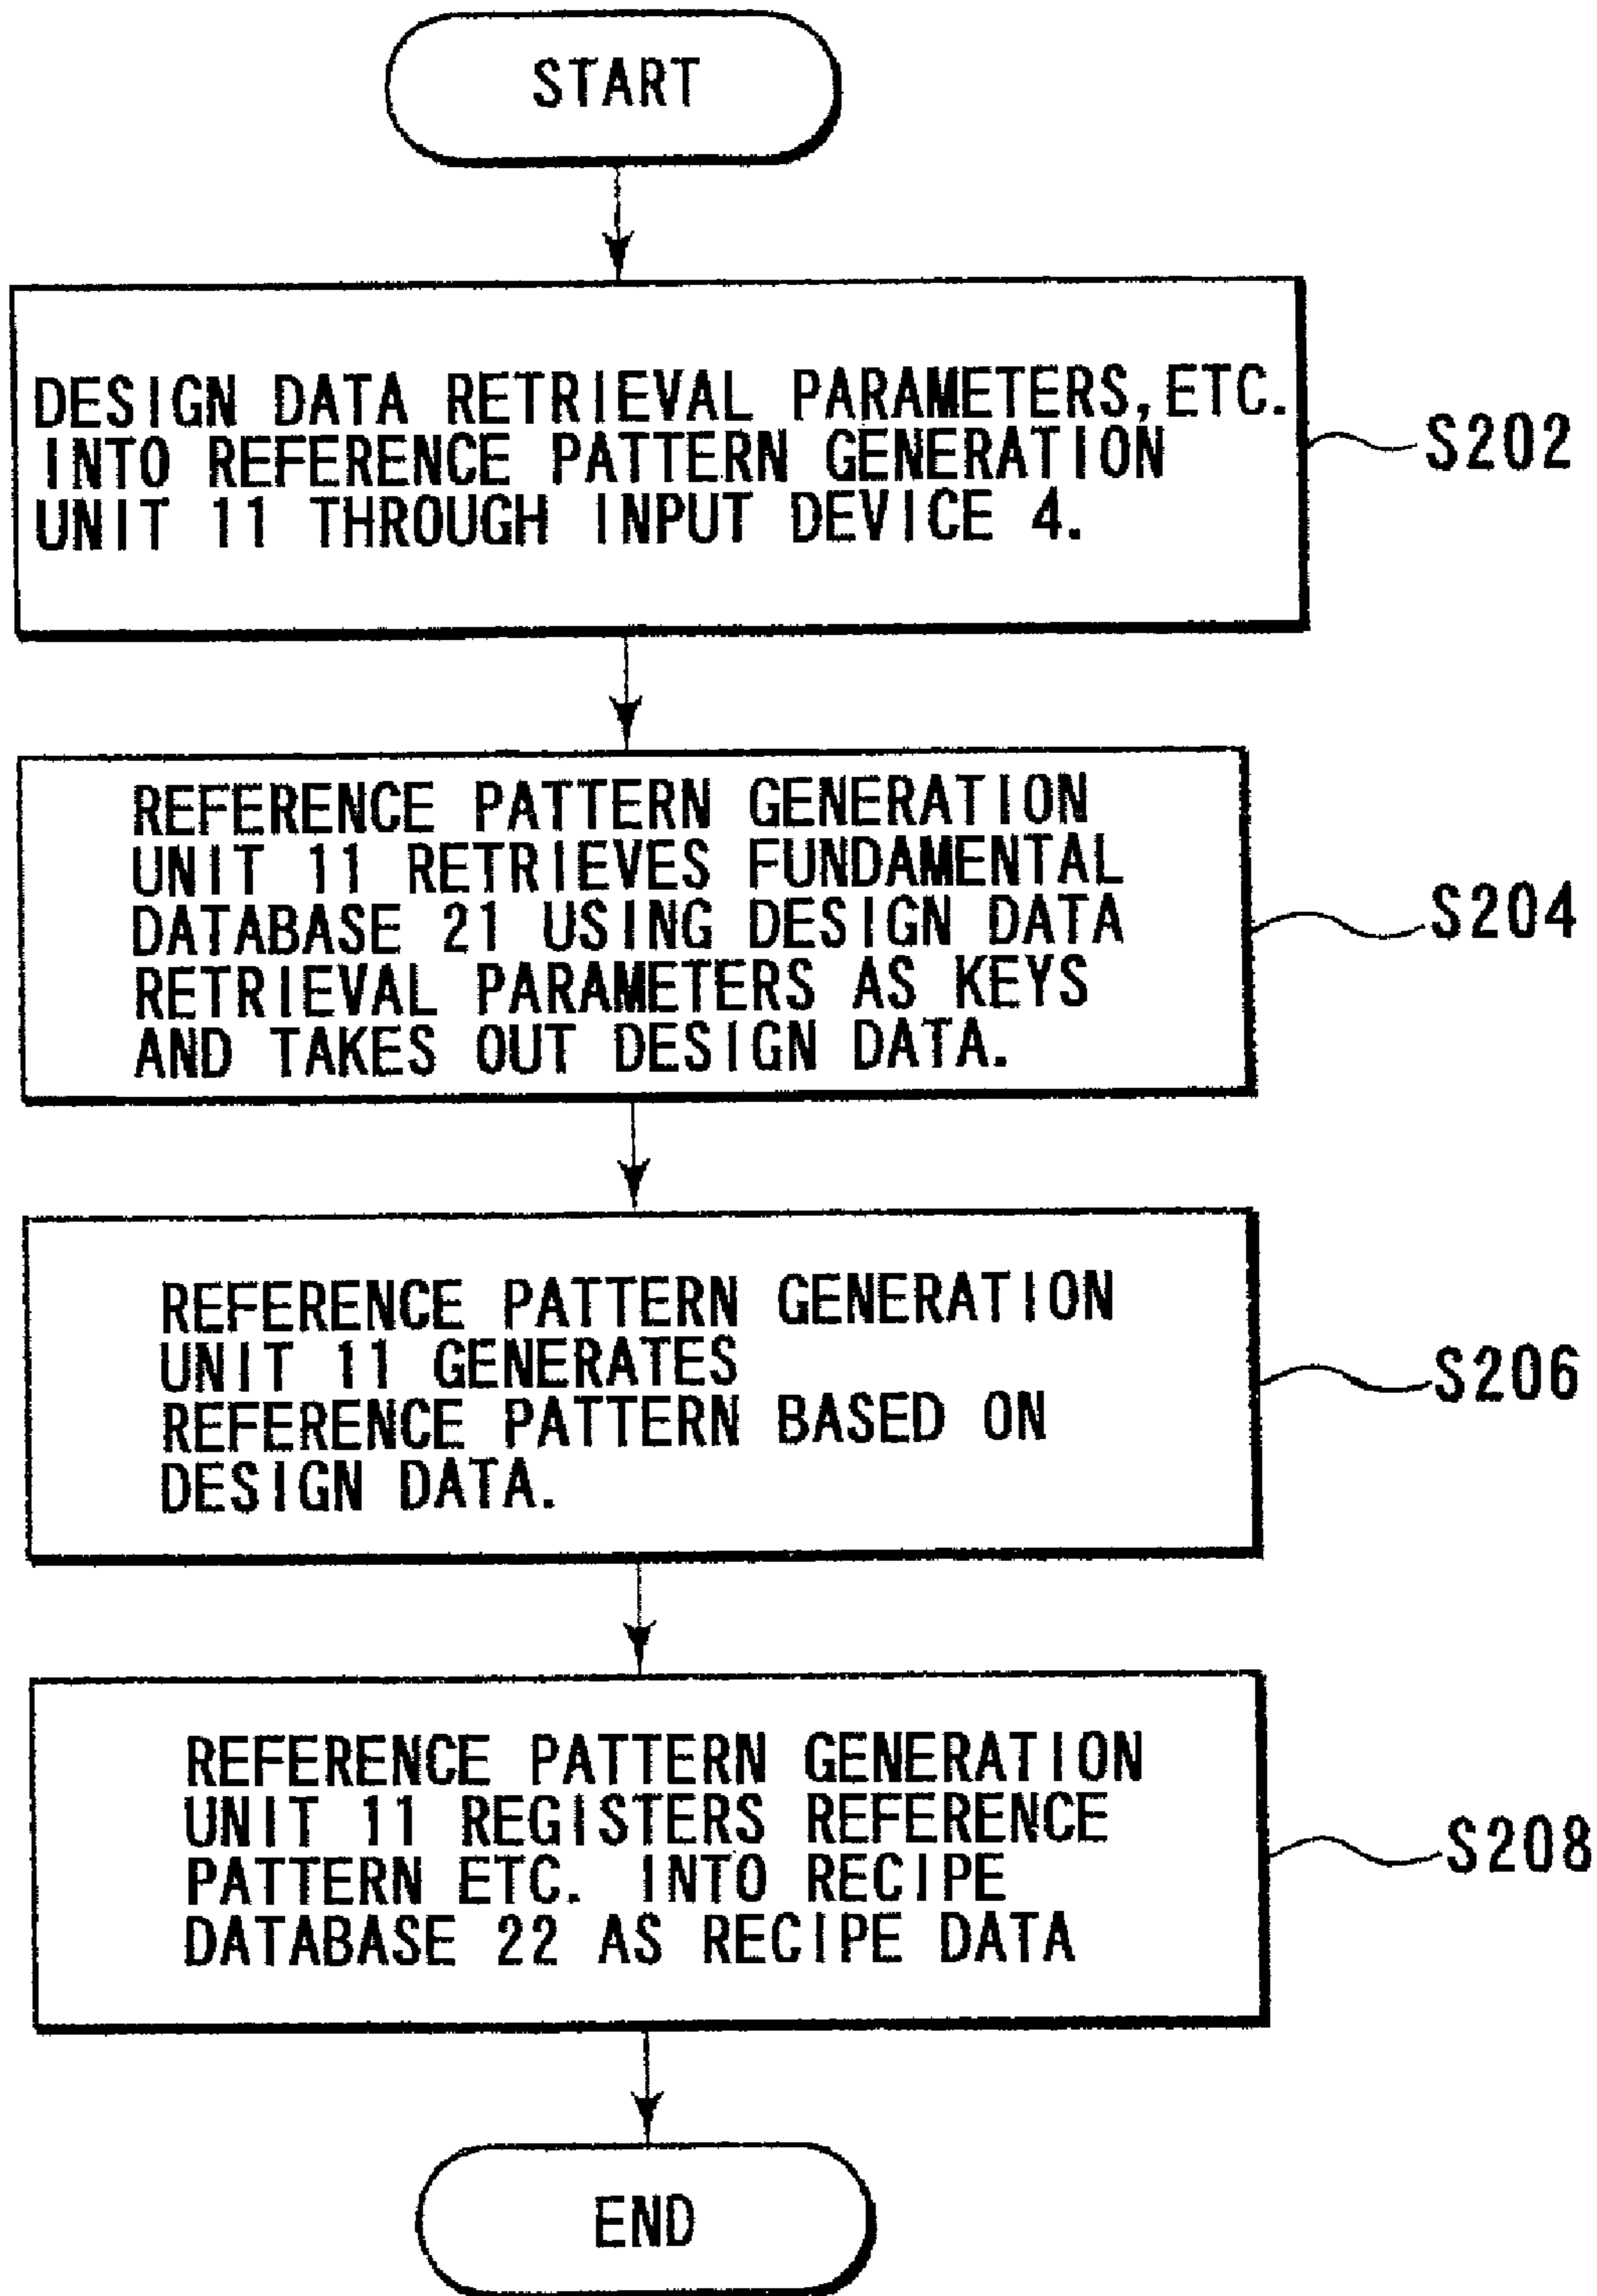 START
DESIGN DATA RETRIEVAL PARAMETERS, ETC.
INTO REFERENCE PATTERN GENERATION
UNIT 11 THROUGH INPUT DEVICE 4.
S202
REFERENCE PATTERN GENERATION
UNIT 11 RETRIEVES FUNDAMENTAL
DATABASE 21 USING DESIGN DATA
RETRIEVAL PARAMETERS AS KEYS
AND TAKES OUT DESIGN DATA.
S204
REFERENCE PATTERN GENERATION
UNIT 11 GENERATES
REFERENCE PATTERN BASED ON
DESIGN DATA.
S206
REFERENCE PATTERN GENERATION
UNIT 11 REGISTERS REFERENCE
PATTERN ETC. INTO RECIPE
DATABASE 22 AS RECIPE DATA
S208
END